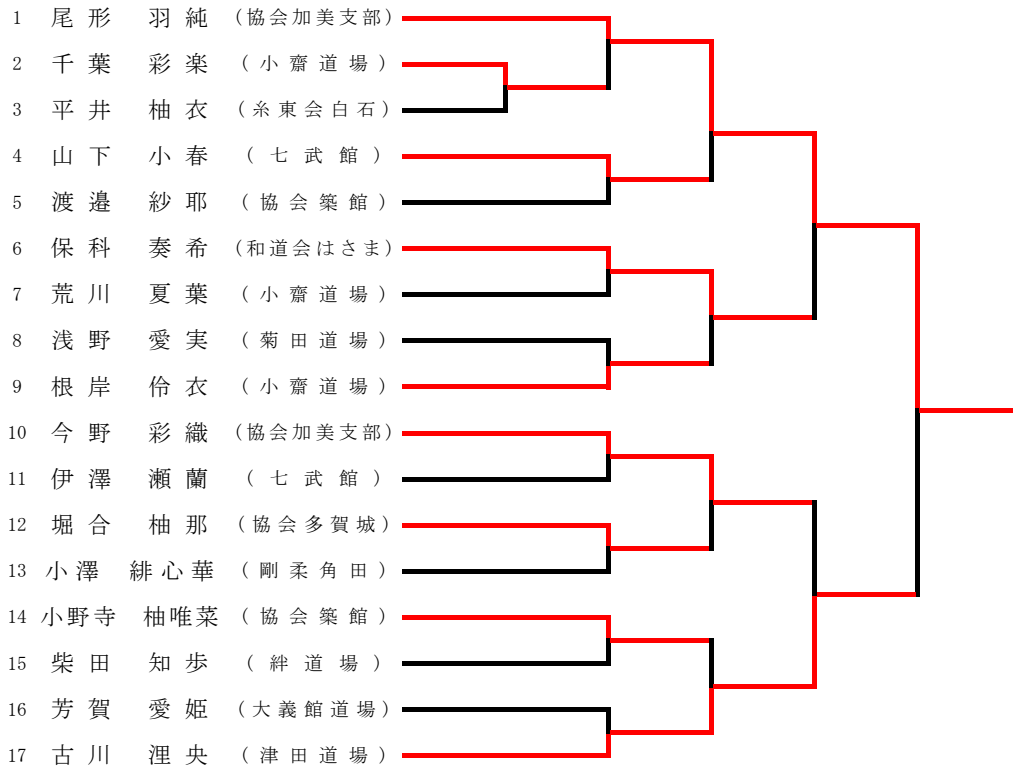 1 尾形 羽純 (協会加美支部)
2 千葉 彩楽 (小齋道場)
3 平井 柚衣 (糸東会白石)
4 山下 小春 (七武館)
5 渡邉 紗耶 (協会築館)
6 保科 奏希 (和道会はさま)
7 荒川 夏葉 (小齋道場)
8 浅野 愛実 (菊田道場)
9 根岸 伶衣 (小齋道場)
10 今野 彩織 (協会加美支部)
11 伊澤 瀬蘭 (七武館)
12 堀合 柚那 (協会多賀城)
13 小澤 緋心華 (剛柔角田)
14 小野寺 柚唯菜 (協会築館)
15 柴田 知歩 (絆道場)
16 芳賀 愛姫 (大義館道場)
17 古川 浬央 (津田道場)